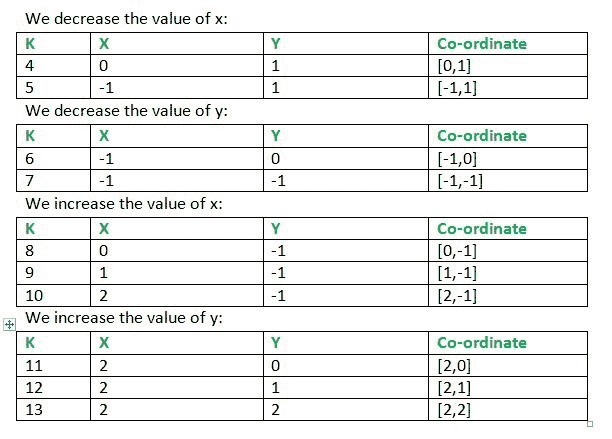 We decrease the value of x:
K X Y Co-ordinate
4 0 1 [0,1]
5 -1 1 [-1,1]
We decrease the value of y:
K X Y Co-ordinate
6 -1 0 [-1,0]
7 -1 -1 [-1,-1]
We increase the value of x:
K X Y Co-ordinate
8 0 -1 [0,-1]
9 1 -1 [1,-1]
10 2 -1 [2,-1]
We increase the value of y:
K X Y Co-ordinate
11 2 0 [2,0]
12 2 1 [2,1]
13 2 2 [2,2]